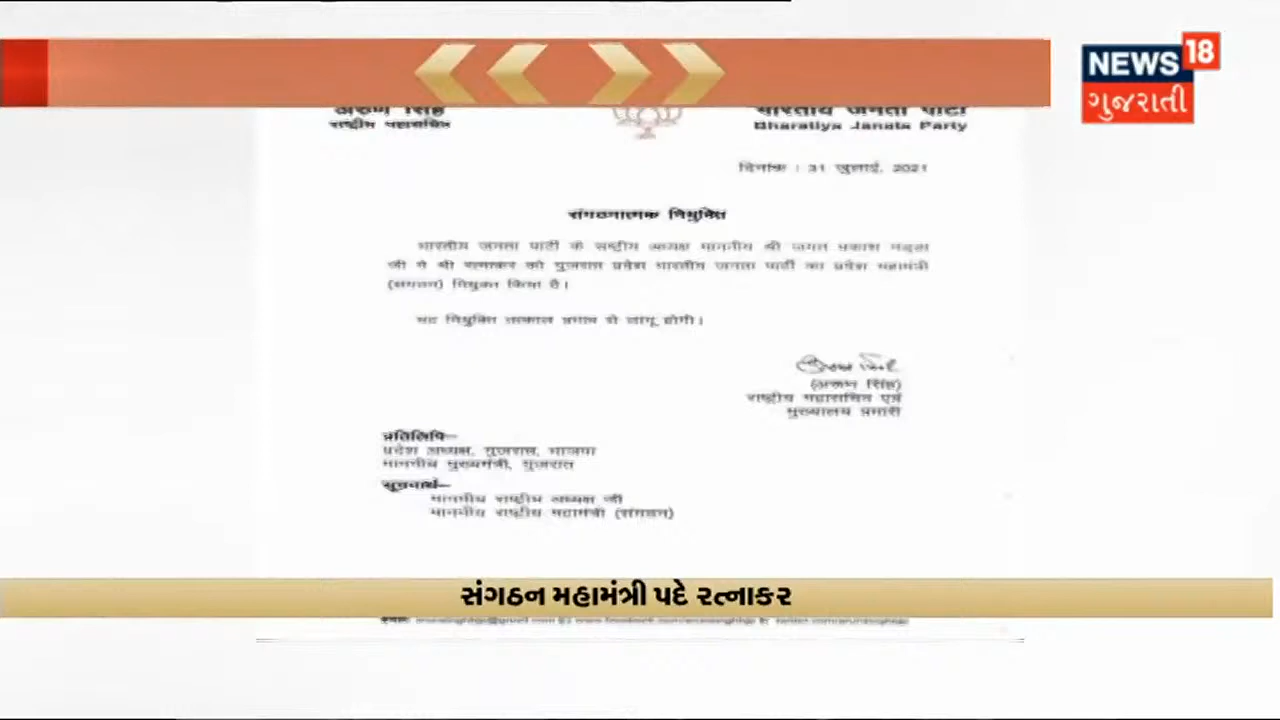 NEWS 18
ગુજરાતી
अरुण सिंह
राष्ट्रीय महासचिव
भारतीय जनता पार्टी
Bharatiya Janata Party
दिनांक : 31 जुलाई, 2021
संगठनात्मक नियुक्ति
भारतीय जनता पार्टी के राष्ट्रीय अध्यक्ष माननीय श्री जगत प्रकाश नड्डा
जी ने श्री रत्नाकर को गुजरात प्रदेश भारतीय जनता पार्टी का प्रदेश महामंत्री
(संगठन) नियुक्त किया है।
यह नियुक्ति तत्काल प्रभाव से लागू होगी।
(अरूण सिंह)
राष्ट्रीय महासचिव एवं
मुख्यालय प्रभारी
प्रतिलिपि—
प्रदेश अध्यक्ष, गुजरात, भाजपा
माननीय मुख्यमंत्री, गुजरात
सूचनार्थ—
माननीय राष्ट्रीय अध्यक्ष जी
माननीय राष्ट्रीय महामंत्री (संगठन)
સંગઠન મહામંત્રી પદે રત્નાકર